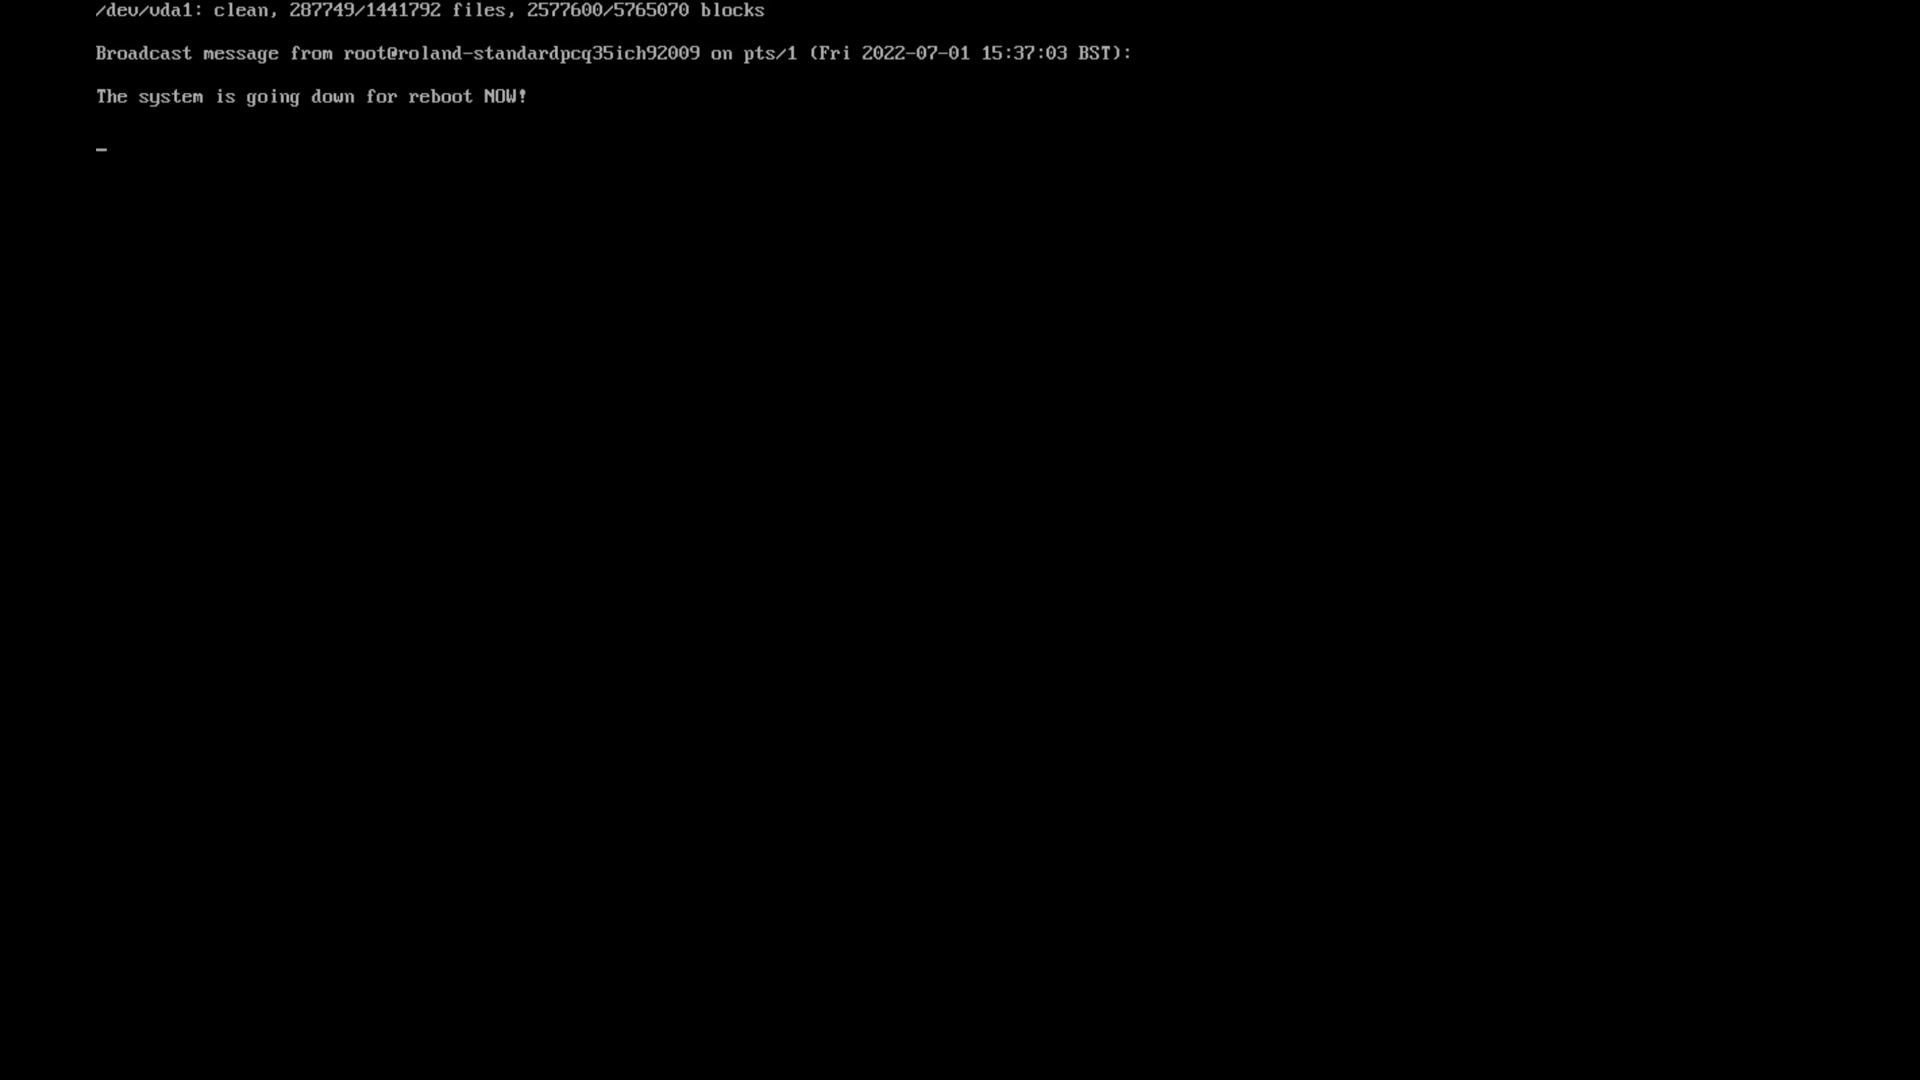 /dev/vda1: clean, 287749/1441792 files, 2577600/5765070 blocks
Broadcast message from root@roland-standardpcq35ich92009 on pts/1 (Fri 2022-07-01 15:37:03 BST):
The system is going down for reboot NOW!